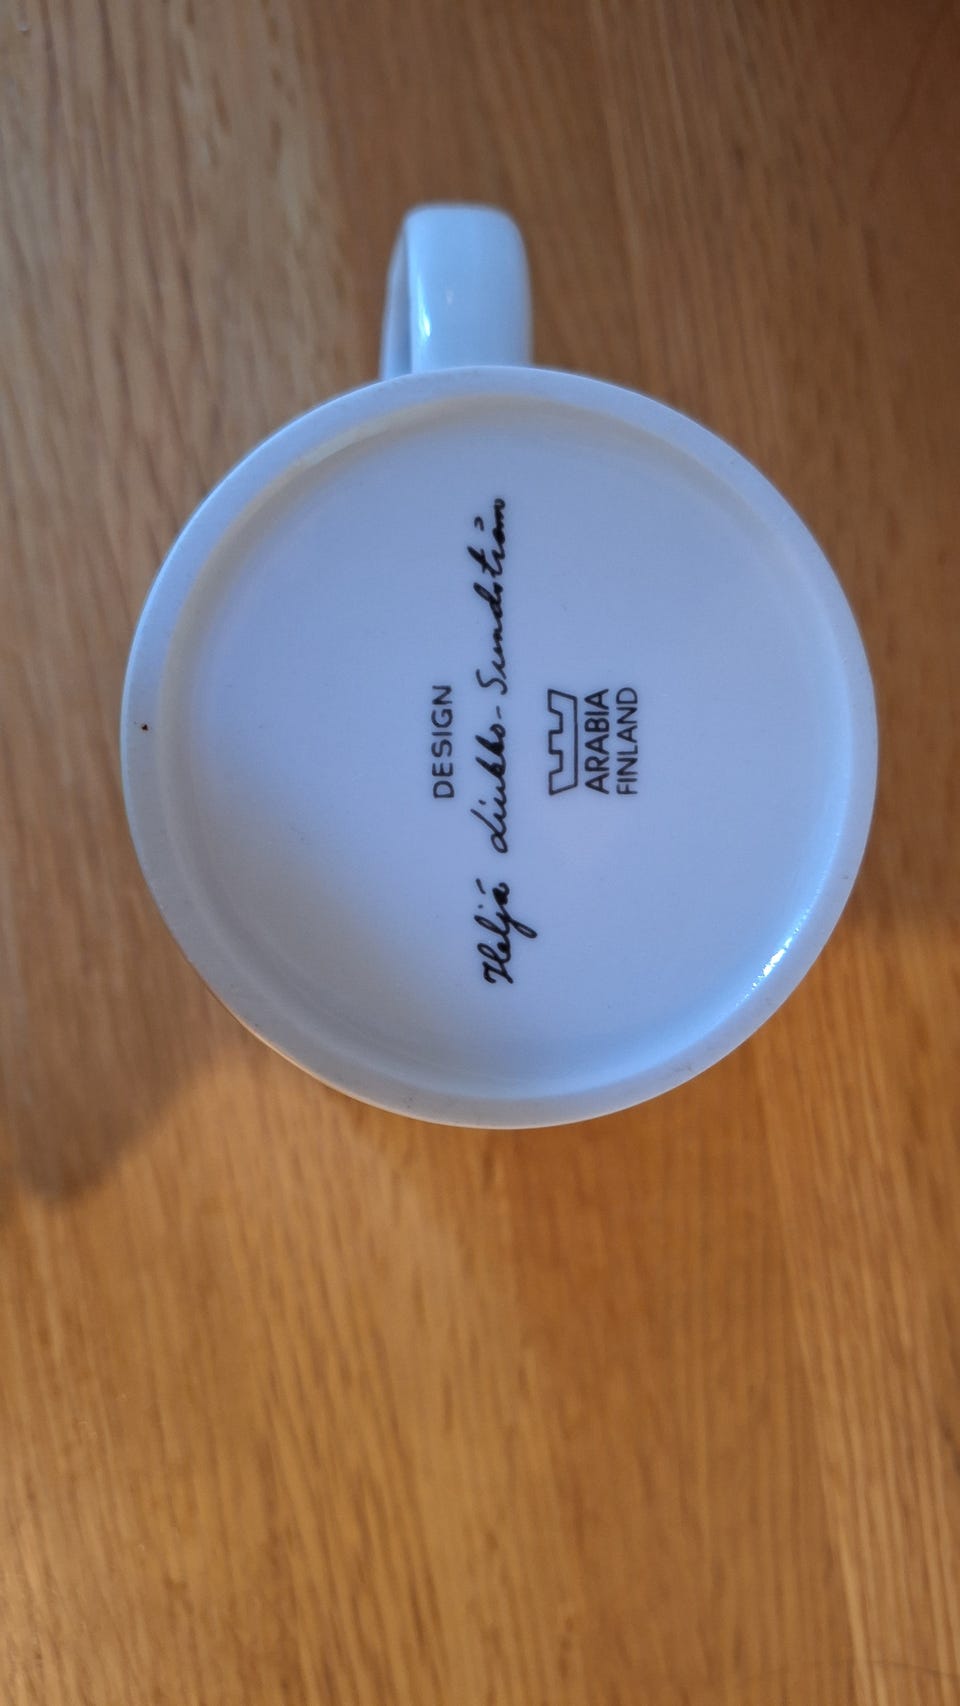 DESIGN
Heljä Liukko-Sundström
ARABIA
FINLAND